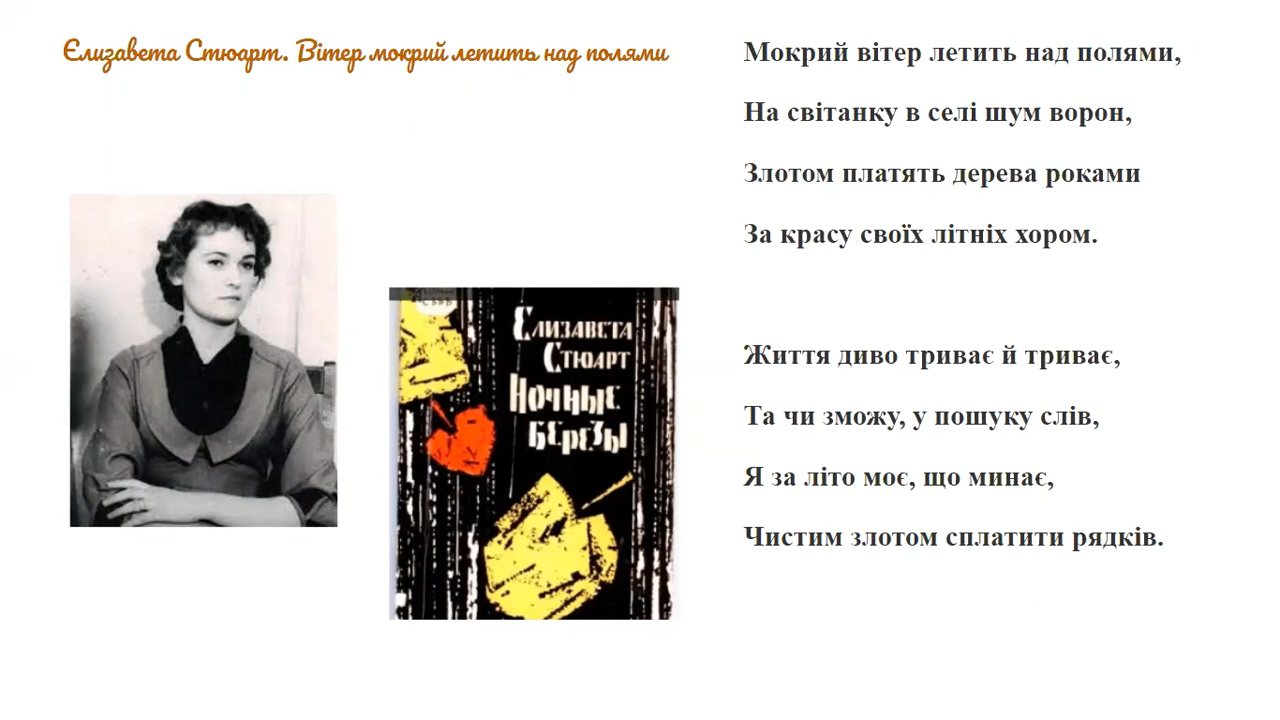 Єлизавета Стюарт. Вітер мокрий летить над полями
Елизавета
Стюарт
Ночные
березы
Мокрий вітер летить над полями,
На світанку в селі шум ворон,
Злотом платять дерева роками
За красу своїх літніх хором.
Життя диво триває й триває,
Та чи зможу, у пошуку слів,
Я за літо моє, що минає,
Чистим злотом сплатити рядків.